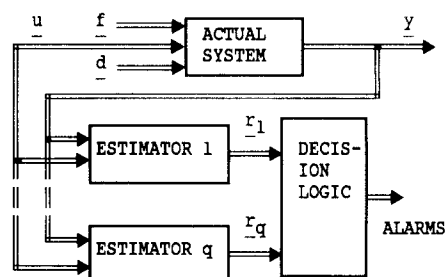 u f ACTUAL SYSTEM y
d
ESTIMATOR 1 r1 DECIS-
ION
LOGIC
ALARMS
ESTIMATOR q rq